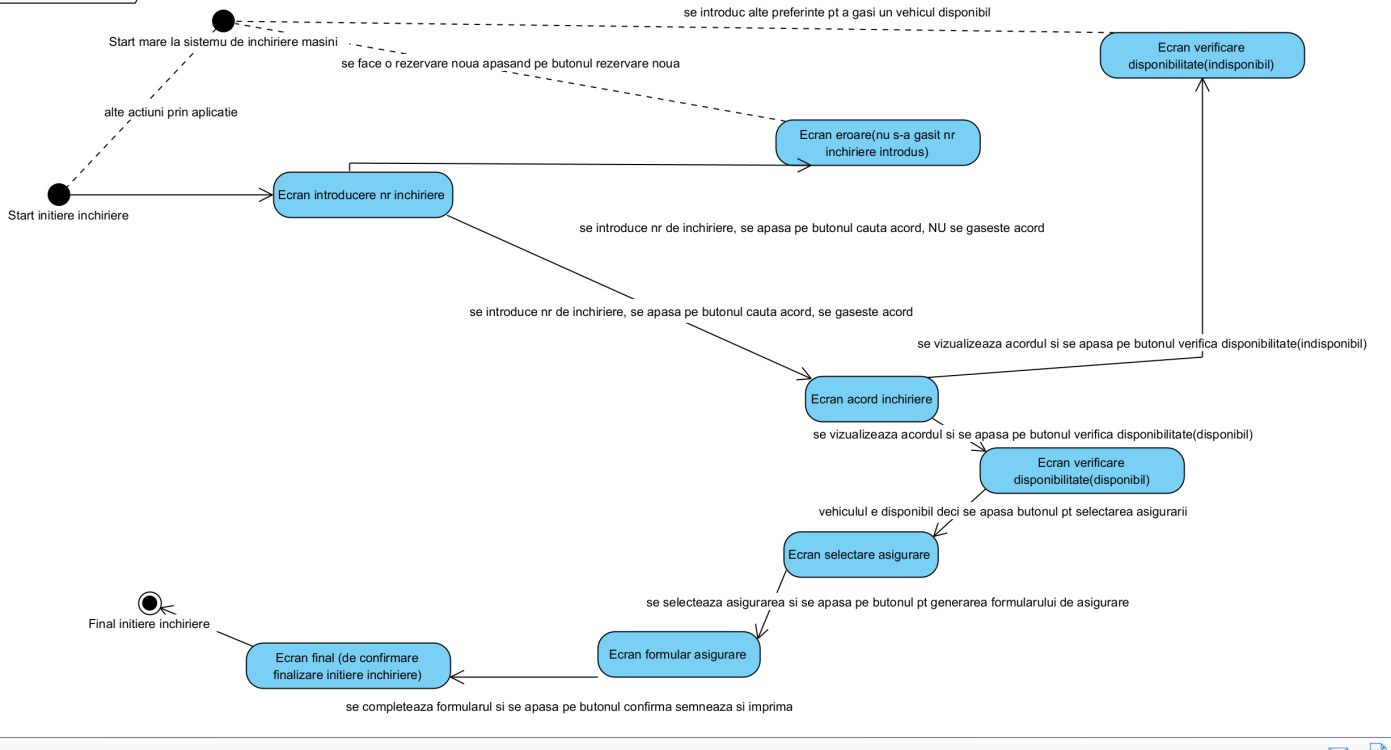 se introduc alte preferinte pt a gasi un vehicul disponibil
Start mare la sistemu de inchiriere masini
Ecran verificare
disponibilitate(indisponibil)
se face o rezervare noua apasand pe butonul rezervare noua
alte actiuni prin aplicatie
Ecran eroare(nu s-a gasit nr
inchiriere introdus)
Ecran introducere nr inchiriere
Start initiere inchiriere
se introduce nr de inchiriere, se apasa pe butonul cauta acord, NU se gaseste acord
se introduce nr de inchiriere, se apasa pe butonul cauta acord, se gaseste acord
se vizualizeaza acordul si se apasa pe butonul verifica disponibilitate(indisponibil)
Ecran acord inchiriere
se vizualizeaza acordul si se apasa pe butonul verifica disponibilitate(disponibil)
Ecran verificare
disponibilitate(disponibil)
vehiculul e disponibil deci se apasa butonul pt selectarea asigurarii
Ecran selectare asigurare
se selecteaza asigurarea si se apasa pe butonul pt generarea formularului de asigurare
Final initiere inchiriere
Ecran formular asigurare
Ecran final (de confirmare
finalizare initiere inchiriere)
se completeaza formularul si se apasa pe butonul confirma semneaza si imprima